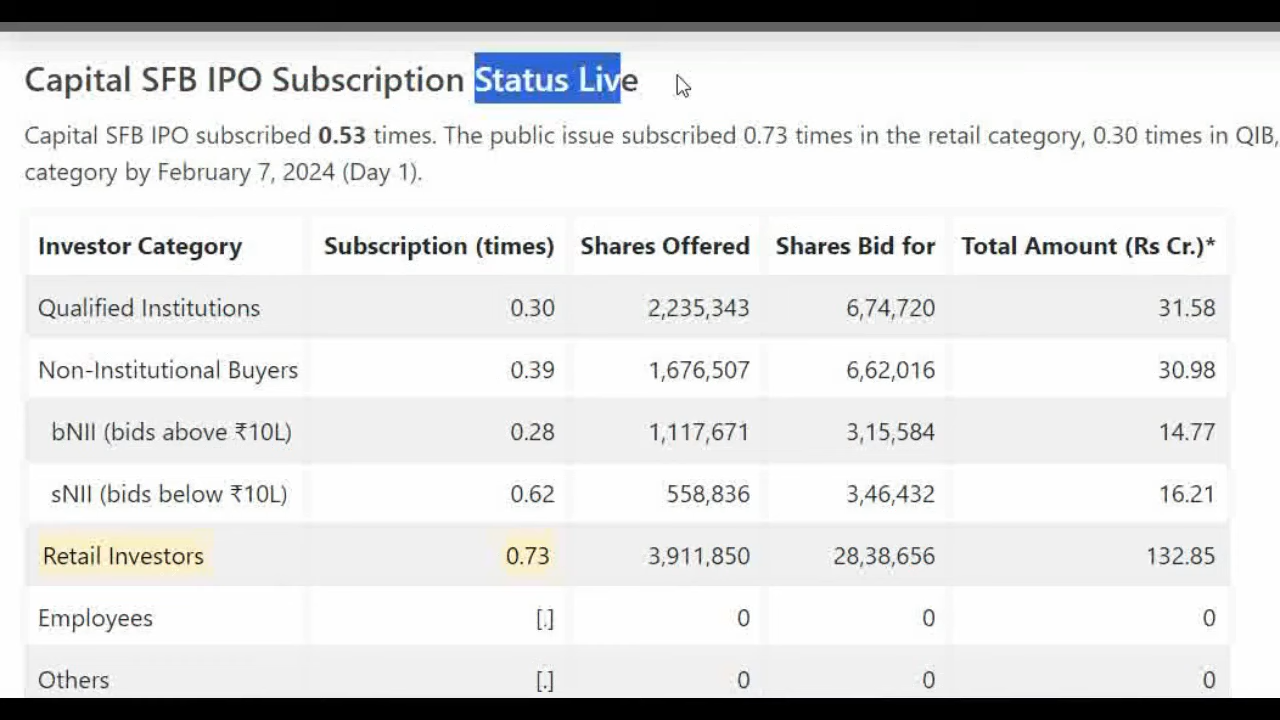 Capital SFB IPO Subscription Status Live
Capital SFB IPO subscribed 0.53 times. The public issue subscribed 0.73 times in the retail category, 0.30 times in QIB,
category by February 7, 2024 (Day 1).
Investor Category Subscription (times) Shares Offered Shares Bid for Total Amount (Rs Cr.)*
Qualified Institutions 0.30 2,235,343 6,74,720 31.58
Non-Institutional Buyers 0.39 1,676,507 6,62,016 30.98
bNII (bids above ₹10L) 0.28 1,117,671 3,15,584 14.77
sNII (bids below ₹10L) 0.62 558,836 3,46,432 16.21
Retail Investors 0.73 3,911,850 28,38,656 132.85
Employees [.] 0 0 0
Others [.] 0 0 0